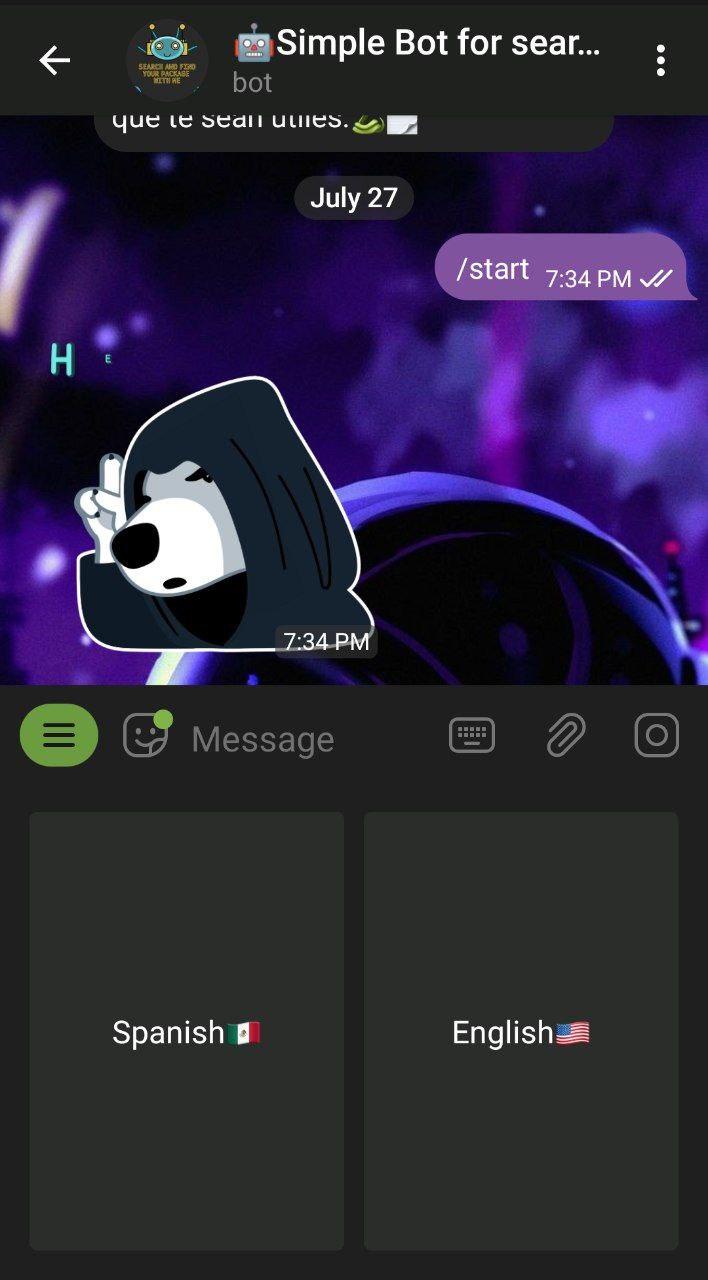 🤖Simple Bot for sear...
SEARCH AND FIND
YOUR PACKAGE
WITH ME
bot
que te sean utiles.
July 27
/start 7:34 PM
H E
7:34 PM
Message
Spanish🇲🇽 English🇺🇸